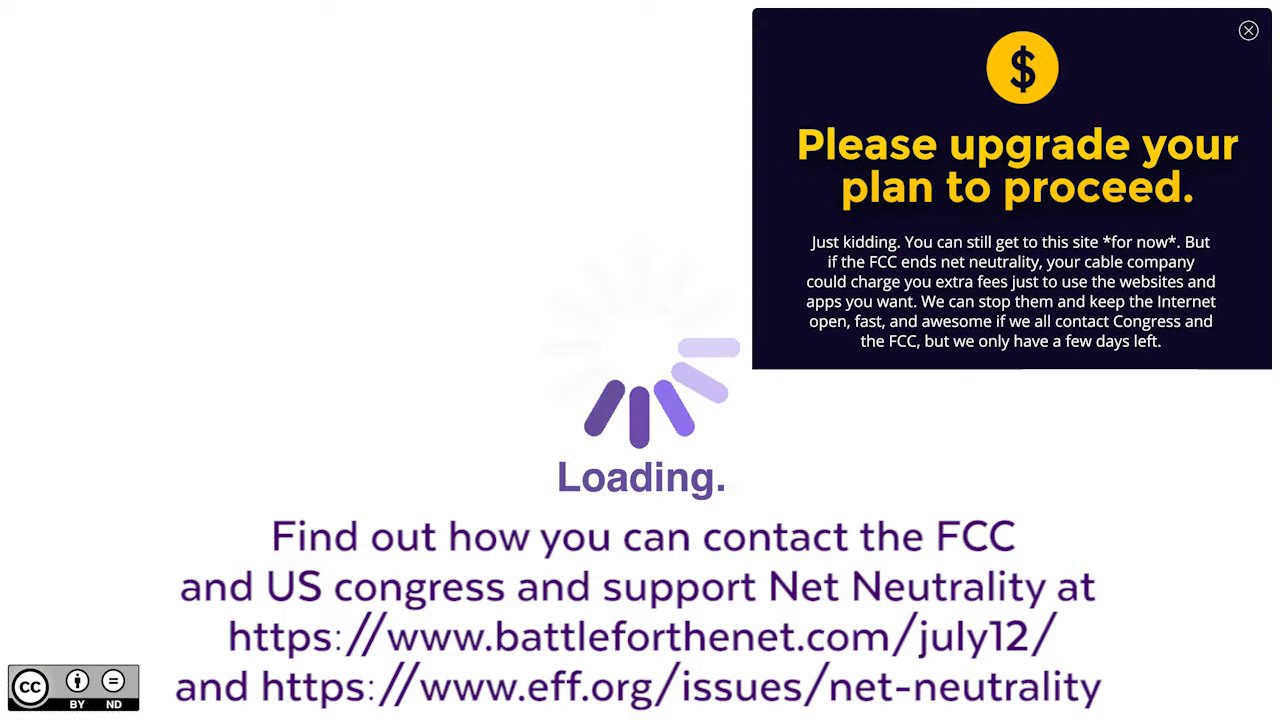 $
Please upgrade your
plan to proceed.
Just kidding. You can still get to this site *for now*. But
if the FCC ends net neutrality, your cable company
could charge you extra fees just to use the websites and
apps you want. We can stop them and keep the Internet
open, fast, and awesome if we all contact Congress and
the FCC, but we only have a few days left.
Loading.
Find out how you can contact the FCC
and US congress and support Net Neutrality at
https://www.battleforthenet.com/july12/
and https://www.eff.org/issues/net-neutrality
cc
BY ND